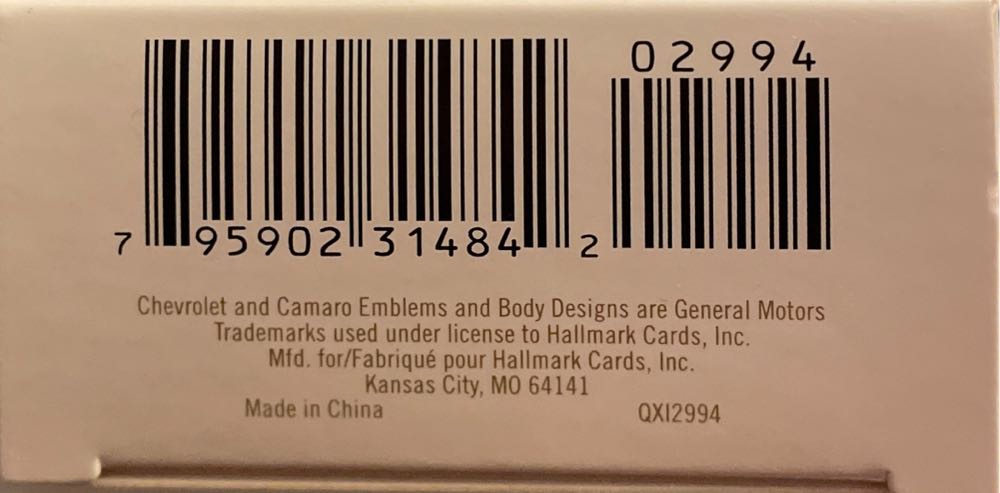 02994
7 95902 31484 2
Chevrolet and Camaro Emblems and Body Designs are General Motors
Trademarks used under license to Hallmark Cards, Inc.
Mfd. for/Fabriqué pour Hallmark Cards, Inc.
Kansas City, MO 64141
Made in China QXI2994